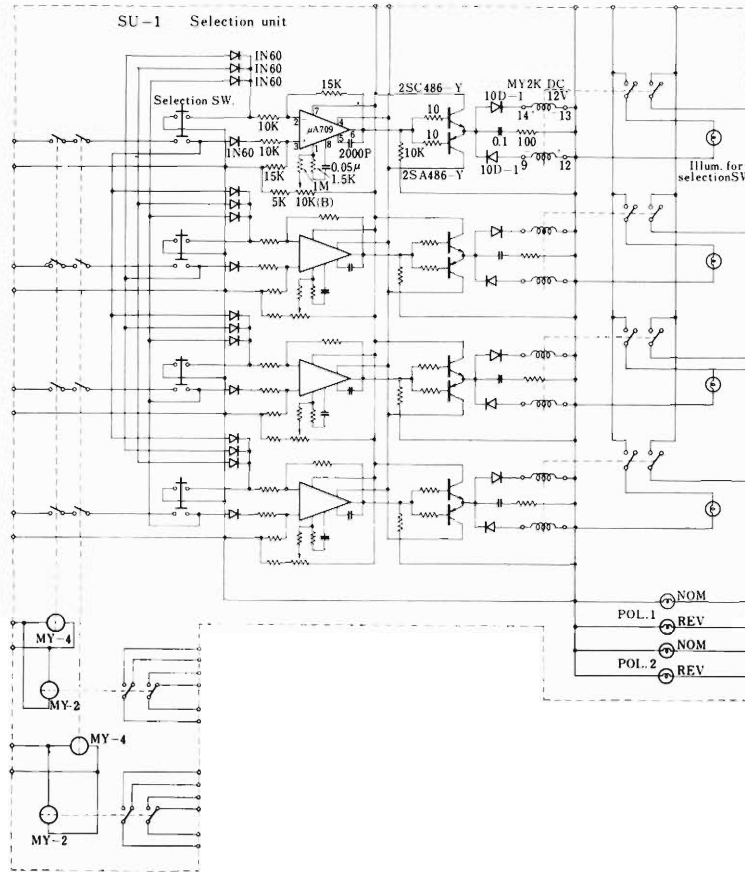 SU-1 Selection unit
IN60
IN60
IN60
Selection SW.
15K
2SC486-Y
MY2K DC
10D-1
12V
14
13
7
2
4
10K
μA709
6
5
10
0.1
100
1N60
10K
3
1
8
2000P
10
10K
10D-1
9
12
15K
0.05μ
1.5K
2SA486-Y
Illum. for
selectionSW
1M
5K
10K(B)
NOM
POL.1
REV
NOM
POL.2
REV
MY-4
MY-2
MY-4
MY-2